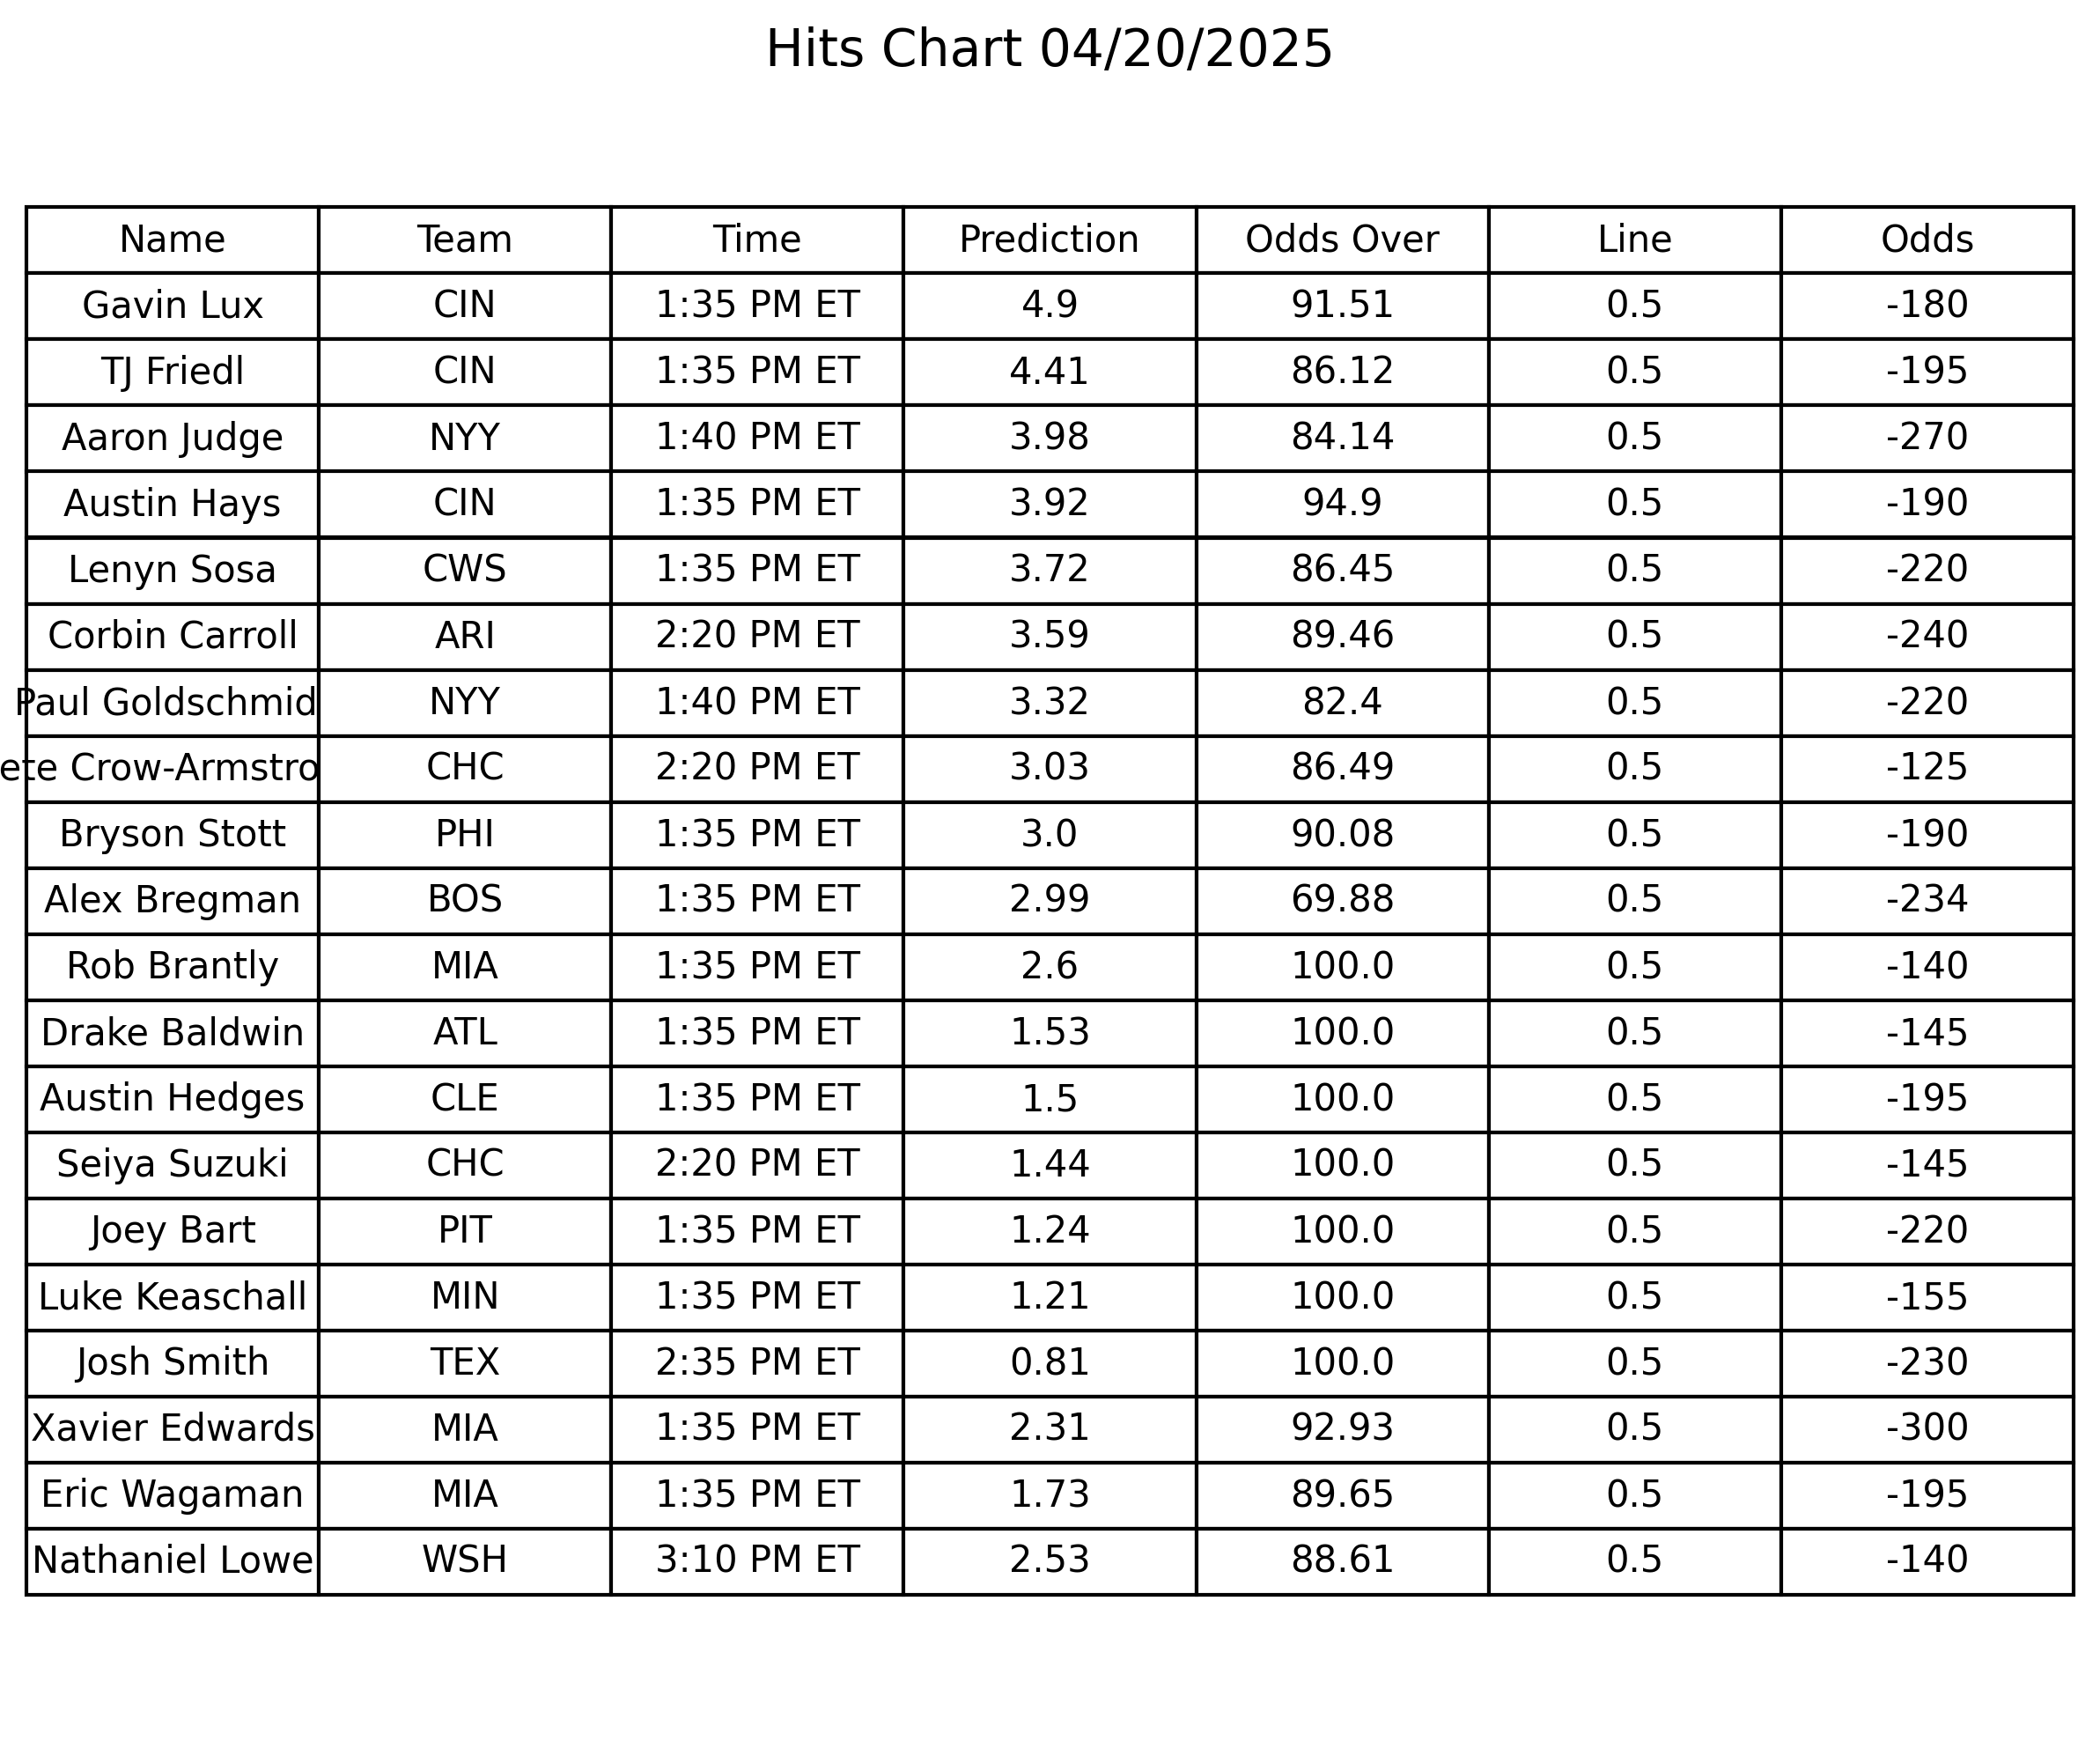 Hits Chart 04/20/2025
Name Team Time Prediction Odds Over Line Odds
Gavin Lux CIN 1:35 PM ET 4.9 91.51 0.5 -180
TJ Friedl CIN 1:35 PM ET 4.41 86.12 0.5 -195
Aaron Judge NYY 1:40 PM ET 3.98 84.14 0.5 -270
Austin Hays CIN 1:35 PM ET 3.92 94.9 0.5 -190
Lenyn Sosa CWS 1:35 PM ET 3.72 86.45 0.5 -220
Corbin Carroll ARI 2:20 PM ET 3.59 89.46 0.5 -240
Paul Goldschmid NYY 1:40 PM ET 3.32 82.4 0.5 -220
ete Crow-Armstro CHC 2:20 PM ET 3.03 86.49 0.5 -125
Bryson Stott PHI 1:35 PM ET 3.0 90.08 0.5 -190
Alex Bregman BOS 1:35 PM ET 2.99 69.88 0.5 -234
Rob Brantly MIA 1:35 PM ET 2.6 100.0 0.5 -140
Drake Baldwin ATL 1:35 PM ET 1.53 100.0 0.5 -145
Austin Hedges CLE 1:35 PM ET 1.5 100.0 0.5 -195
Seiya Suzuki CHC 2:20 PM ET 1.44 100.0 0.5 -145
Joey Bart PIT 1:35 PM ET 1.24 100.0 0.5 -220
Luke Keaschall MIN 1:35 PM ET 1.21 100.0 0.5 -155
Josh Smith TEX 2:35 PM ET 0.81 100.0 0.5 -230
Xavier Edwards MIA 1:35 PM ET 2.31 92.93 0.5 -300
Eric Wagaman MIA 1:35 PM ET 1.73 89.65 0.5 -195
Nathaniel Lowe WSH 3:10 PM ET 2.53 88.61 0.5 -140